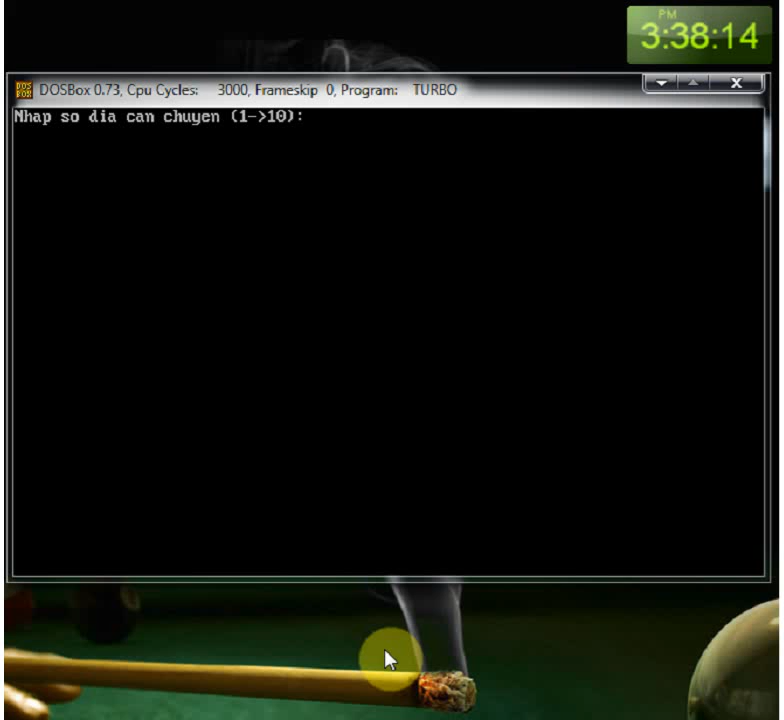 PM
3:38:14
DOSBox 0.73, Cpu Cycles: 3000, Frameskip 0, Program: TURBO
Nhap so dia can chuyen (1->10):